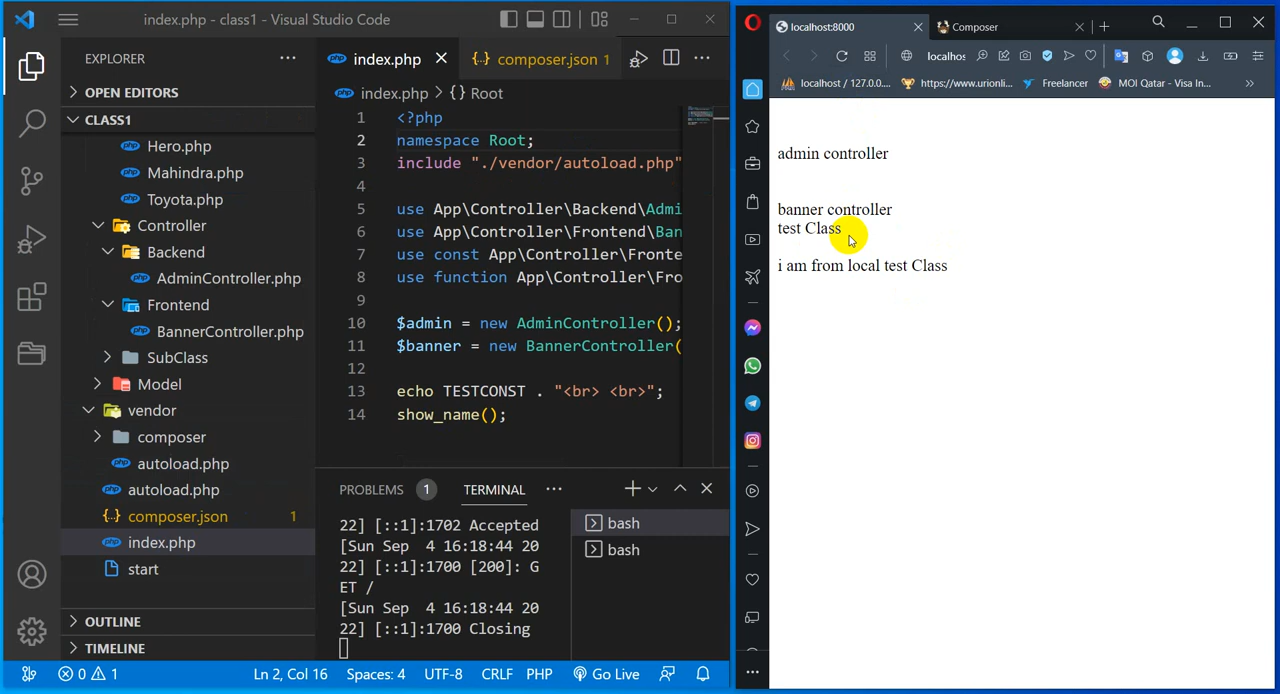 index.php - class1 - Visual Studio Code
EXPLORER
OPEN EDITORS
CLASS1
Hero.php
Mahindra.php
Toyota.php
Controller
Backend
AdminController.php
Frontend
BannerController.php
SubClass
Model
vendor
composer
autoload.php
autoload.php
composer.json 1
index.php
start
OUTLINE
TIMELINE
index.php
{..} composer.json 1
index.php > {} Root
1 <?php
2 namespace Root;
3 include "./vendor/autoload.php"
4
5 use App\Controller\Backend\Admi
6 use App\Controller\Frontend\Ban
7 use const App\Controller\Fronte
8 use function App\Controller\Fro
9
10 $admin = new AdminController();
11 $banner = new BannerController(
12
13 echo TESTCONST . "<br> <br>";
14 show_name();
PROBLEMS 1 TERMINAL
22] [::1]:1702 Accepted
[Sun Sep 4 16:18:44 20
22] [::1]:1700 [200]: G
ET /
[Sun Sep 4 16:18:44 20
22] [::1]:1700 Closing
bash
bash
0 1 Ln 2, Col 16 Spaces: 4 UTF-8 CRLF PHP Go Live
localhost:8000
Composer
localhos
localhost / 127.0.0....
https://www.urionli...
Freelancer
MOI Qatar - Visa In...
admin controller
banner controller
test Class
i am from local test Class